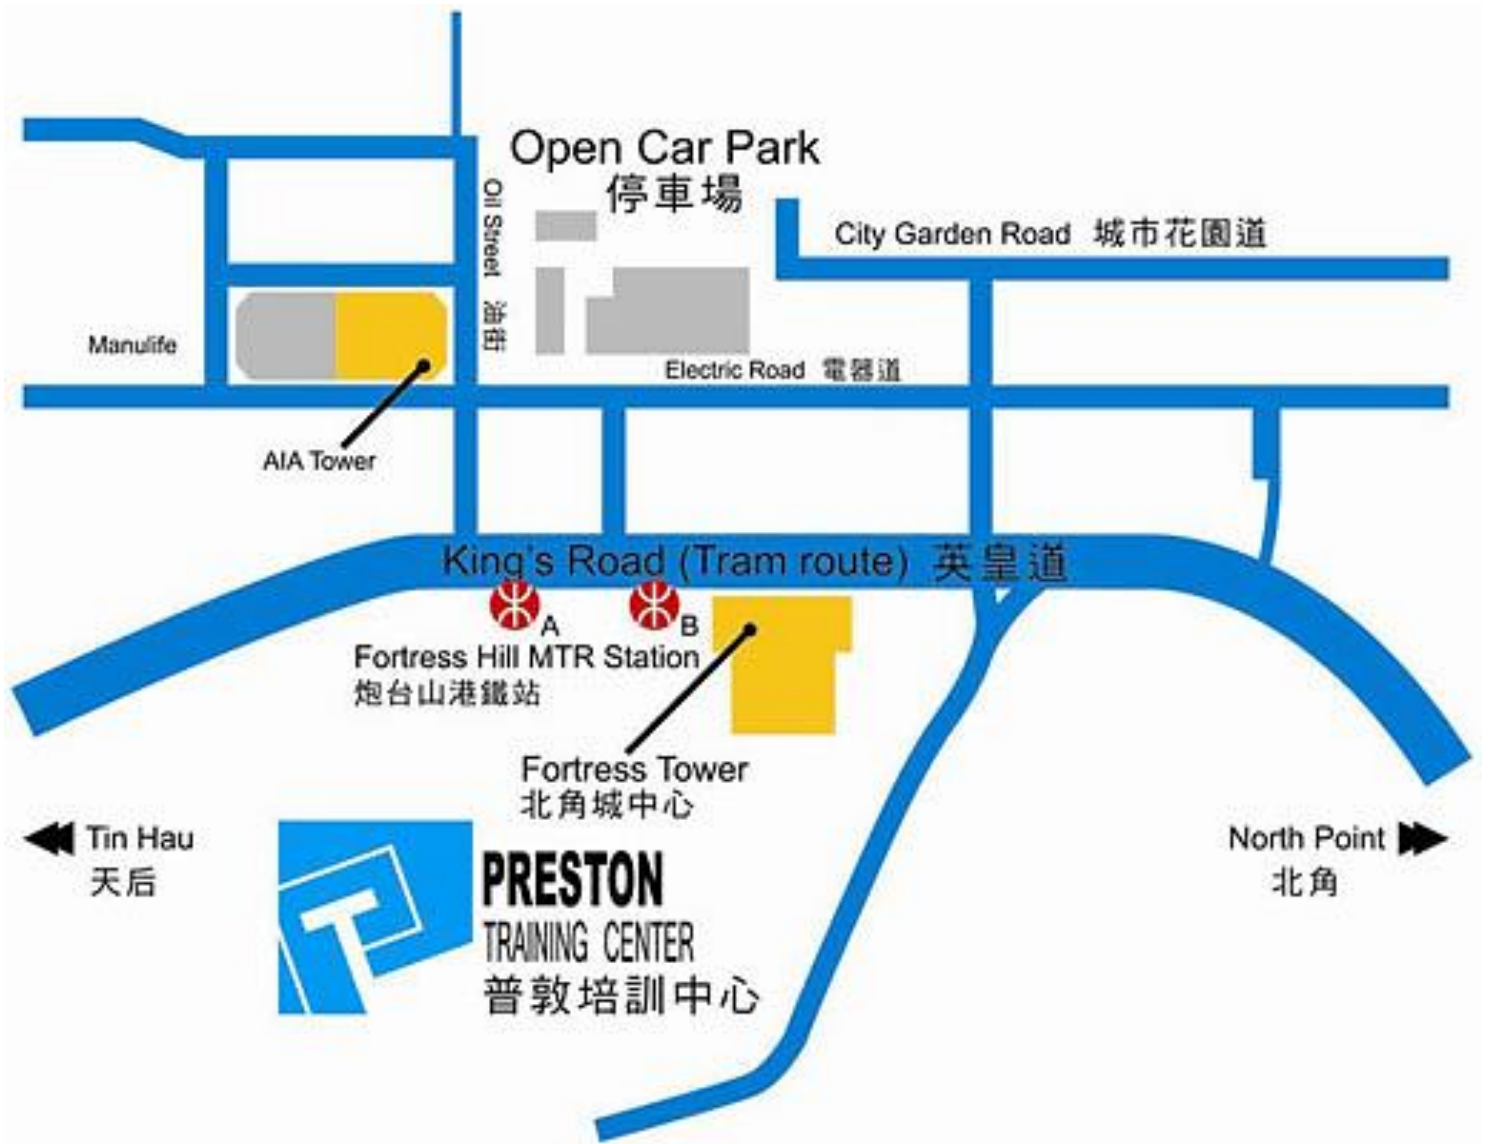 Open Car Park
停車場
Oil Street 油街
City Garden Road 城市花園道
Manulife
Electric Road 電器道
AIA Tower
King's Road (Tram route) 英皇道
A
B
Fortress Hill MTR Station
炮台山港鐵站
Fortress Tower
北角城中心
Tin Hau
天后
North Point
北角
PRESTON
TRAINING CENTER
普敦培訓中心